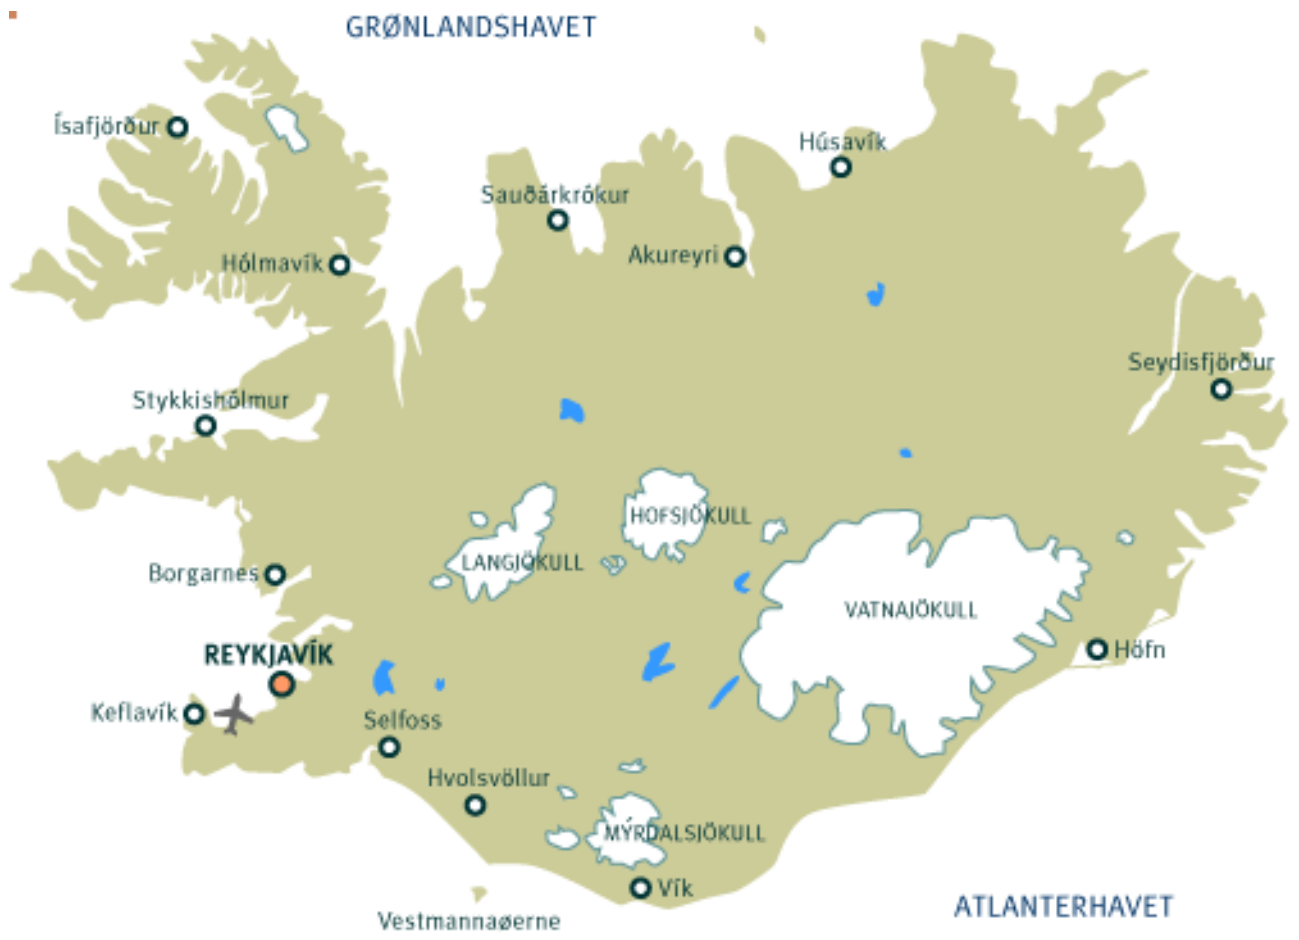 GRØNLANDSHAVET
Ísafjörður
Húsavík
Sauðárkrókur
Akureyri
Hólmavík
Seydisfjörður
Stykkishólmur
HOFSJÖKULL
LANGJÖKULL
Borgarnes
VATNAJÖKULL
REYKJAVÍK
Höfn
Keflavík
Selfoss
Hvolsvöllur
MÝRDALSJÖKULL
Vík
ATLANTERHAVET
Vestmannaøerne